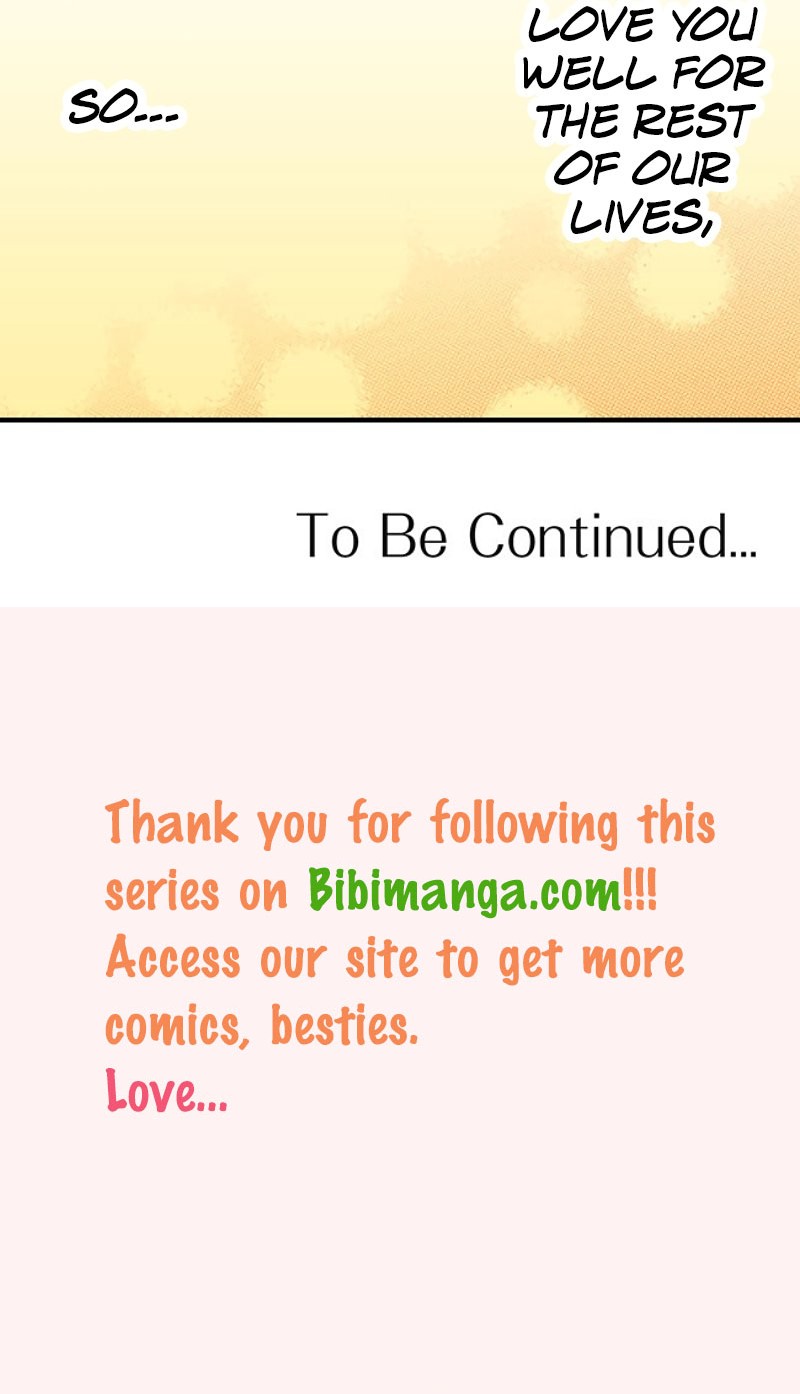 LOVE YOU
WELL FOR
THE REST
OF OUR
LIVES,
SO...
To Be Continued...
Thank you for following this
series on Bibimanga.com!!!
Access our site to get more
comics, besties.
Love...